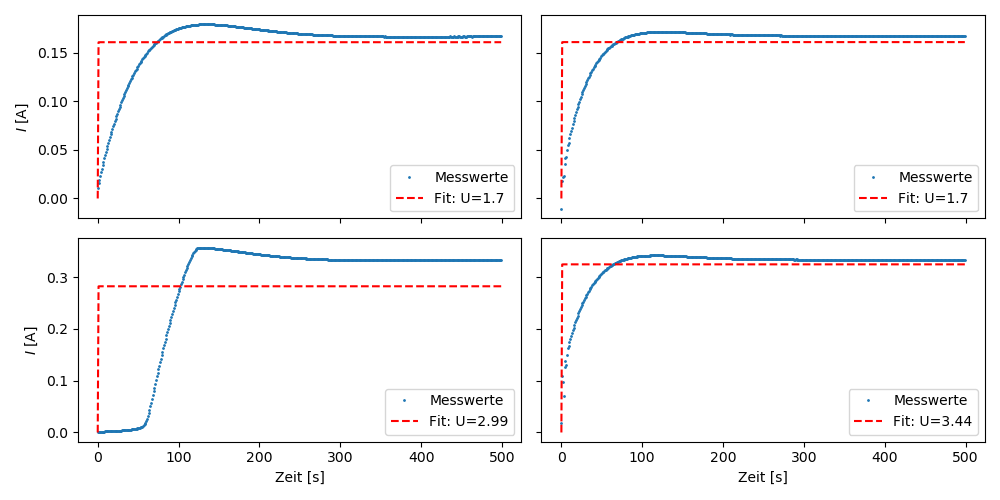 0.15
0.10
0.05
0.00
I [A]
Messwerte
Fit: U=1.7
Messwerte
Fit: U=1.7
0.3
0.2
0.1
0.0
I [A]
Messwerte
Fit: U=2.99
Messwerte
Fit: U=3.44
0 100 200 300 400 500
0 100 200 300 400 500
Zeit [s]
Zeit [s]